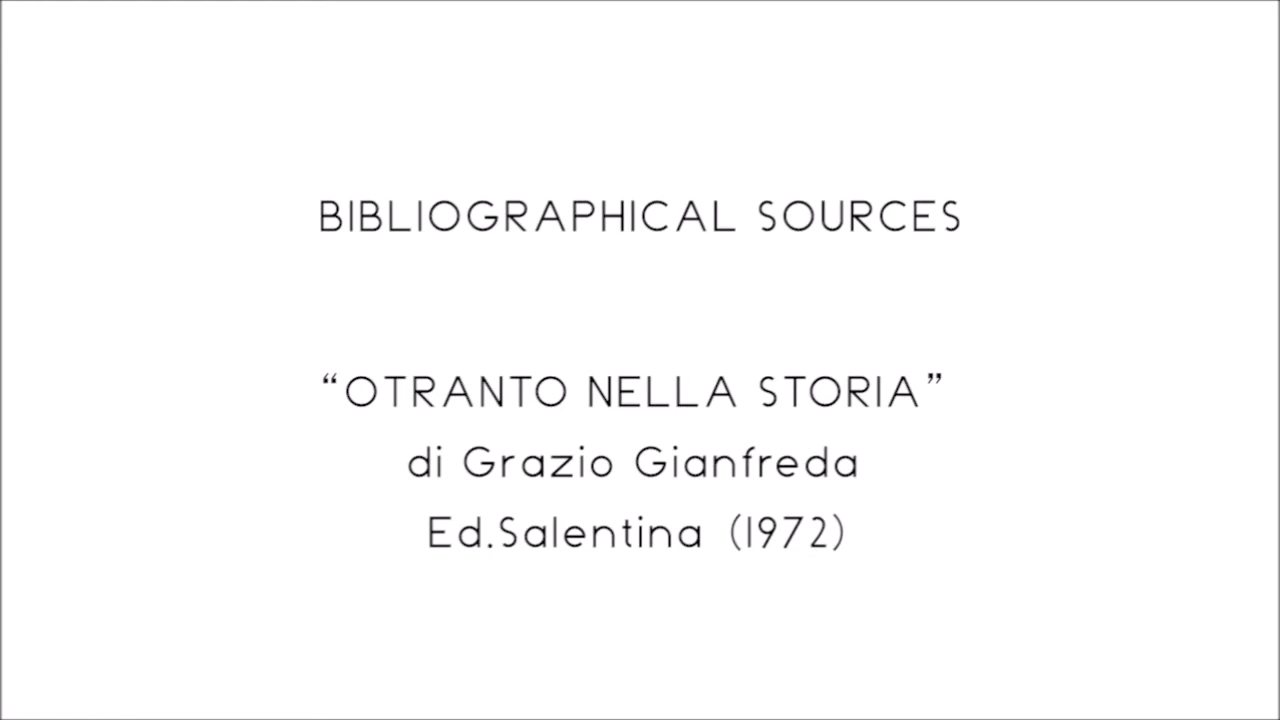 BIBLIOGRAPHICAL SOURCES
“OTRANTO NELLA STORIA”
di Grazio Gianfreda
Ed.Salentina (1972)